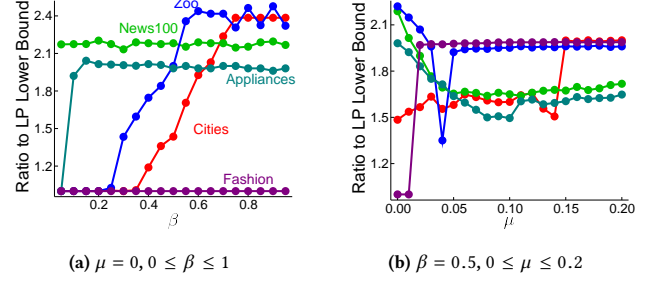 Zoo
2.4
News100
2.1
Appliances
1.8
1.5
Cities
1.2
Fashion
0.2 0.4 0.6 0.8
β
Ratio to LP Lower Bound
2.1
1.8
1.5
1.2
0.00 0.05 0.10 0.15 0.20
μ
Ratio to LP Lower Bound
(a) μ = 0, 0 ≤ β ≤ 1
(b) β = 0.5, 0 ≤ μ ≤ 0.2